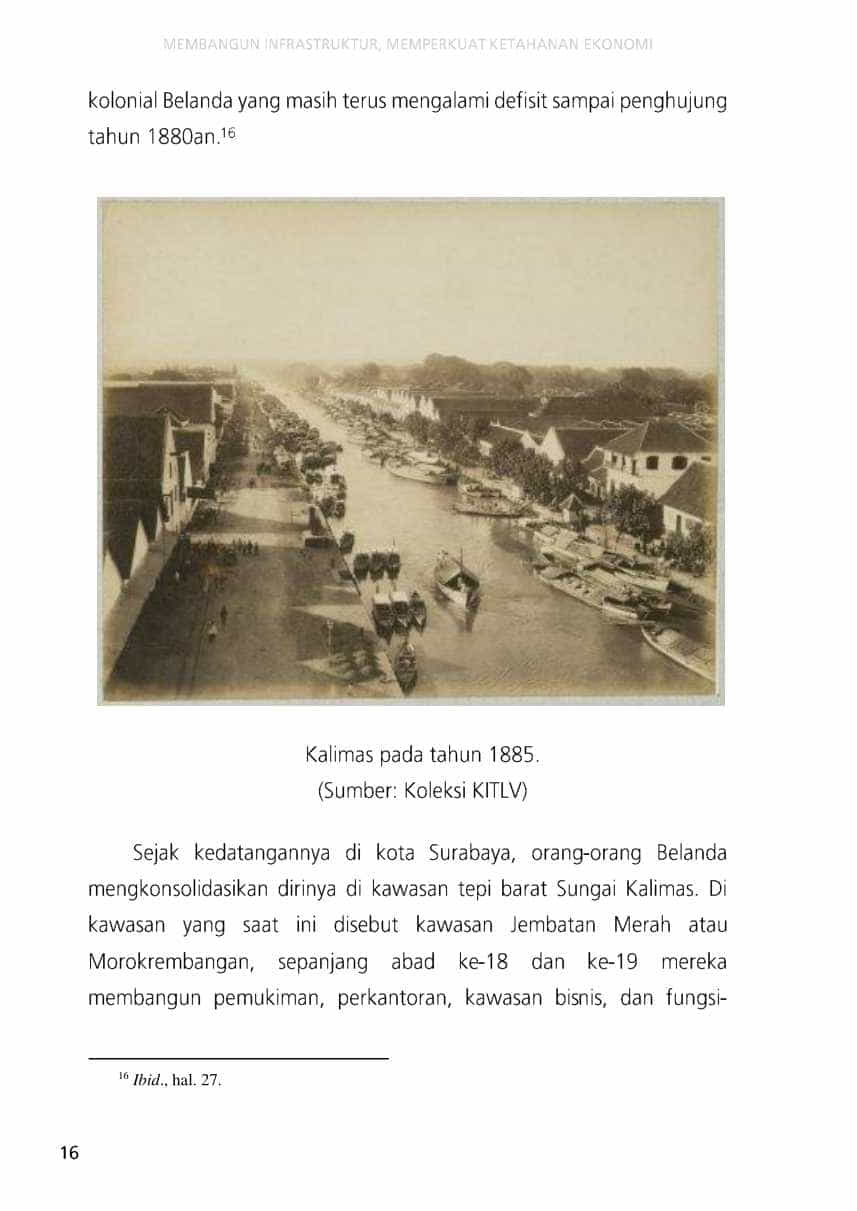 MEMBANGUN INFRASTRUKTUR, MEMPERKUAT KETAHANAN EKONOMI
kolonial Belanda yang masih terus mengalami defisit sampai penghujung
tahun 1880an.¹⁶
Kalimas pada tahun 1885.
(Sumber: Koleksi KITLV)
Sejak kedatangannya di kota Surabaya, orang-orang Belanda
mengkonsolidasikan dirinya di kawasan tepi barat Sungai Kalimas. Di
kawasan yang saat ini disebut kawasan Jembatan Merah atau
Morokrembangan, sepanjang abad ke-18 dan ke-19 mereka
membangun pemukiman, perkantoran, kawasan bisnis, dan fungsi-
¹⁶ Ibid., hal. 27.
16